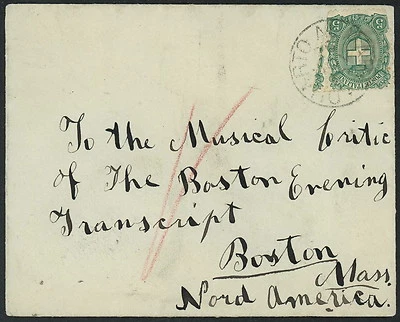 To the Musical Critic
of The Boston Evening
Transcript
Boston
Mass.
Nord America.